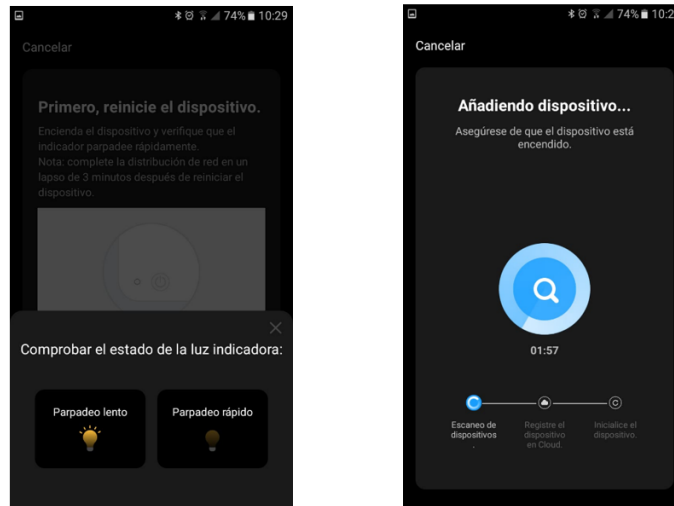 74% 10:29
Cancelar
Primero, reinicie el dispositivo.
Encienda el dispositivo y verifique que el
indicador parpadee rápidamente.
Nota: complete la distribución de red en un
lapso de 3 minutos después de reiniciar el
dispositivo.
Comprobar el estado de la luz indicadora:
Parpadeo lento
Parpadeo rápido
74% 10:2
Cancelar
Añadiendo dispositivo...
Asegúrese de que el dispositivo está
encendido.
01:57
Escaneo de
dispositivos
.
Registre el
dispositivo
en Cloud.
Inicialice el
dispositivo.